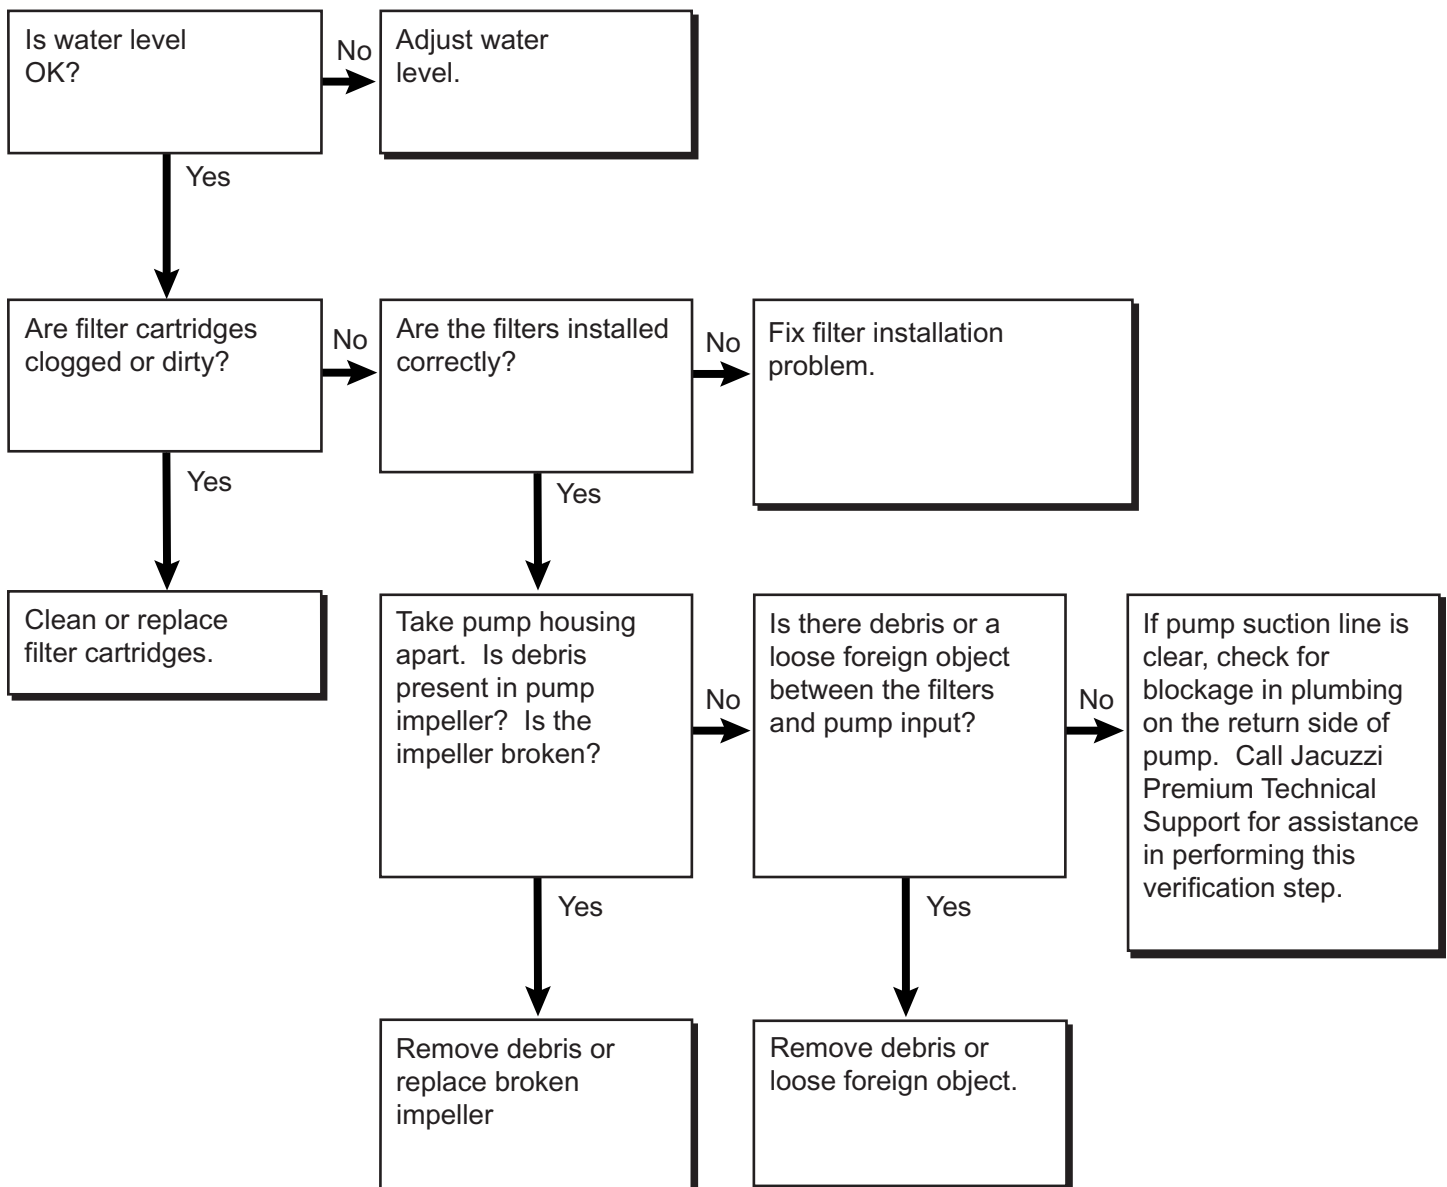 Is water level
OK?
No
Adjust water
level.
Yes
Are filter cartridges
clogged or dirty?
No
Are the filters installed
correctly?
No
Fix filter installation
problem.
Yes
Yes
Clean or replace
filter cartridges.
Take pump housing
apart.  Is debris
present in pump
impeller?  Is the
impeller broken?
No
Is there debris or a
loose foreign object
between the filters
and pump input?
No
If pump suction line is
clear, check for
blockage in plumbing
on the return side of
pump.  Call Jacuzzi
Premium Technical
Support for assistance
in performing this
verification step.
Yes
Yes
Remove debris or
replace broken
impeller
Remove debris or
loose foreign object.